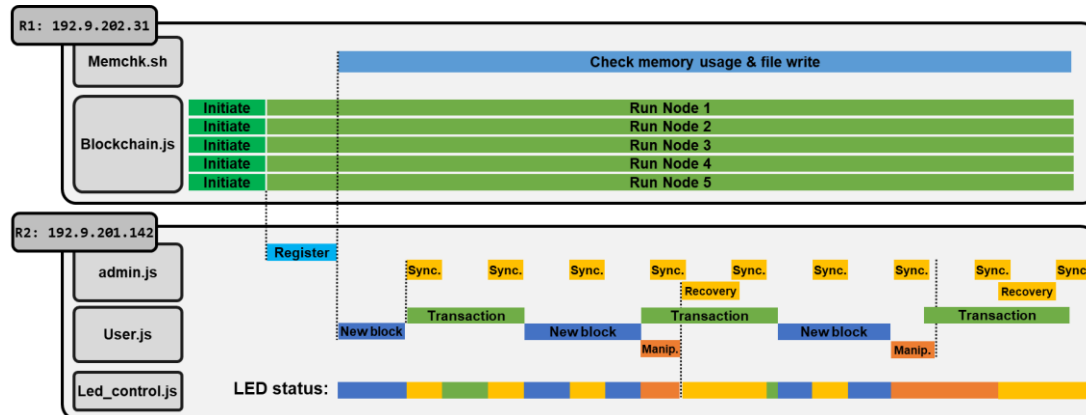 R1: 192.9.202.31
Memchk.sh
Check memory usage & file write
Blockchain.js
Initiate Run Node 1
Initiate Run Node 2
Initiate Run Node 3
Initiate Run Node 4
Initiate Run Node 5
R2: 192.9.201.142
Register
admin.js
Sync. Sync. Sync. Sync. Sync. Sync. Sync. Sync. Sync.
Recovery Recovery
User.js
Transaction Transaction Transaction
New block New block New block
Manip. Manip.
Led_control.js
LED status: